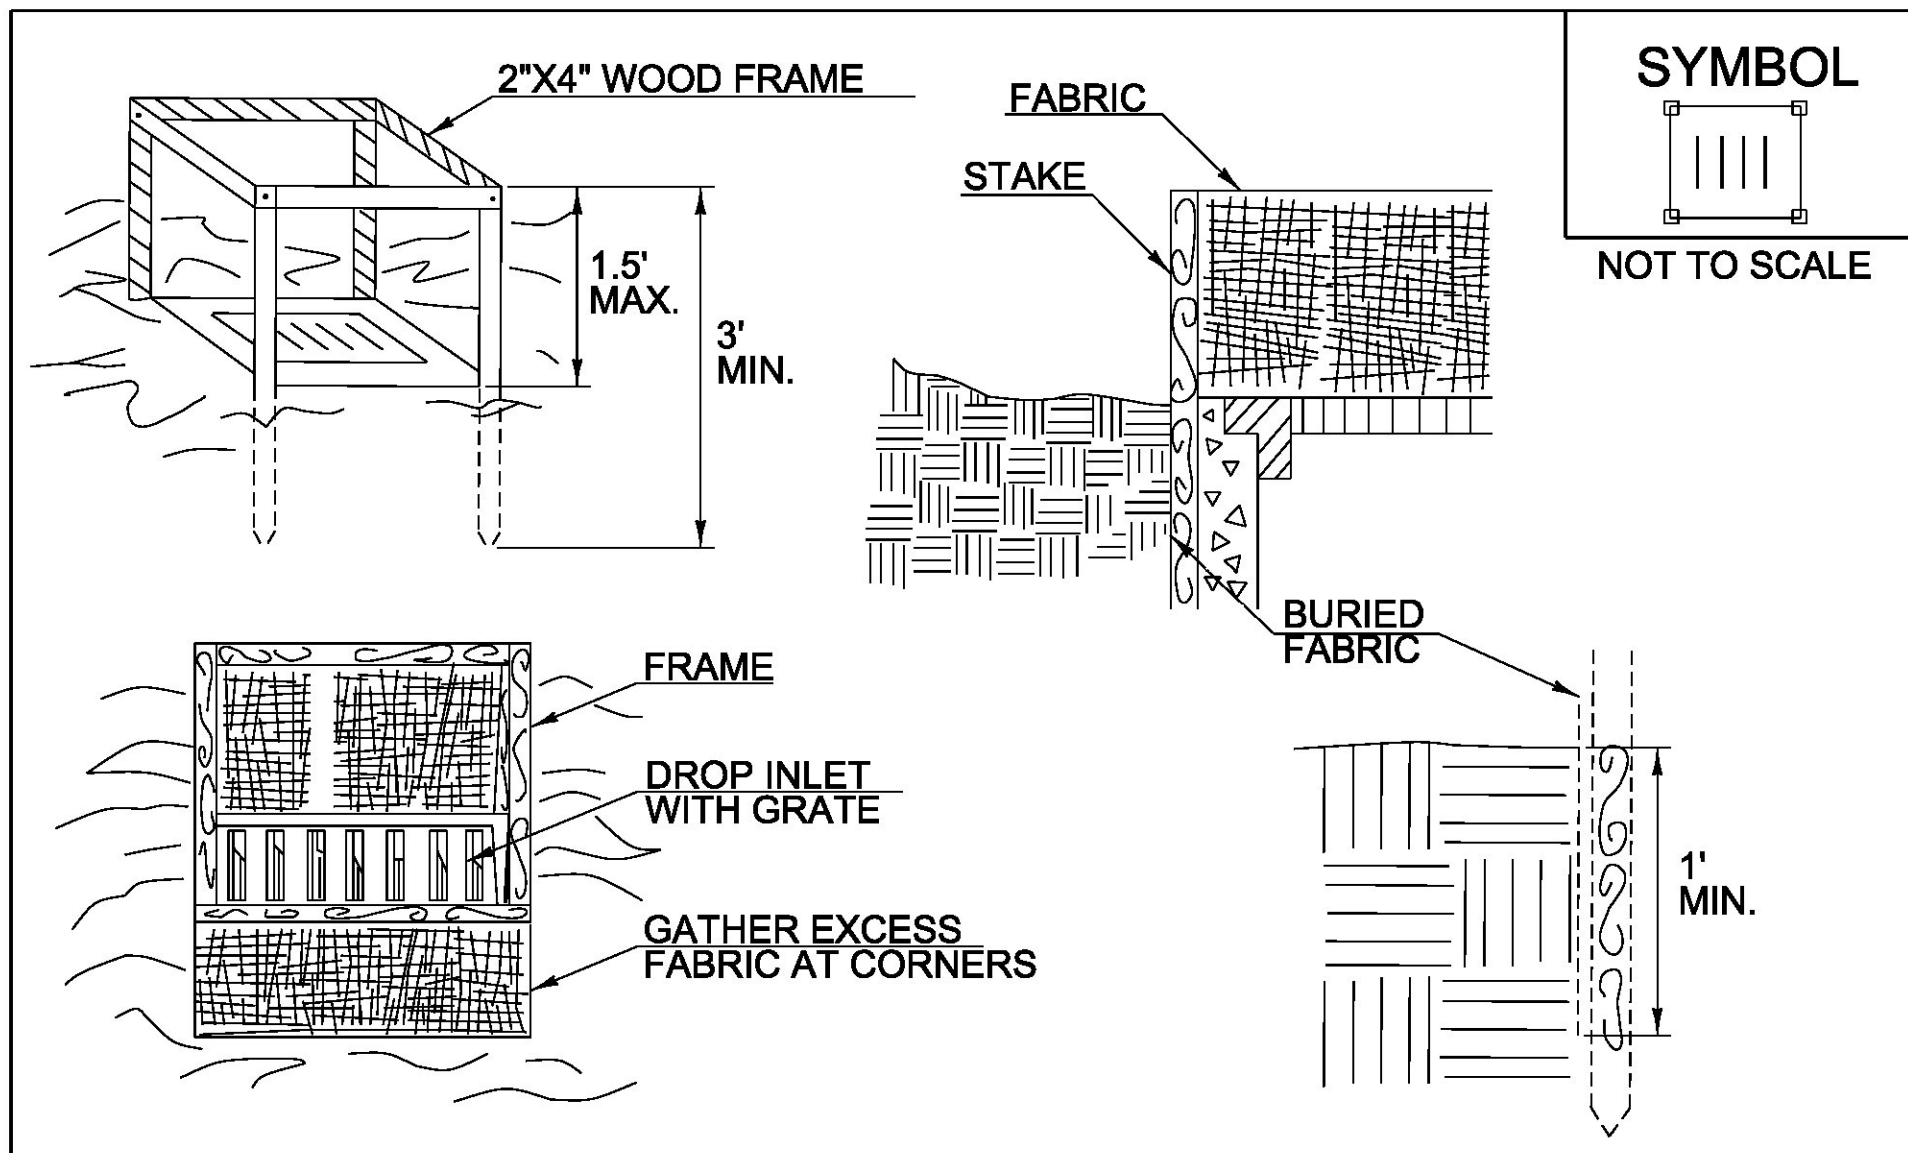 2"X4" WOOD FRAME
1.5'
MAX.
3'
MIN.
FABRIC
STAKE
SYMBOL
NOT TO SCALE
BURIED
FABRIC
FRAME
DROP INLET
WITH GRATE
GATHER EXCESS
FABRIC AT CORNERS
1'
MIN.